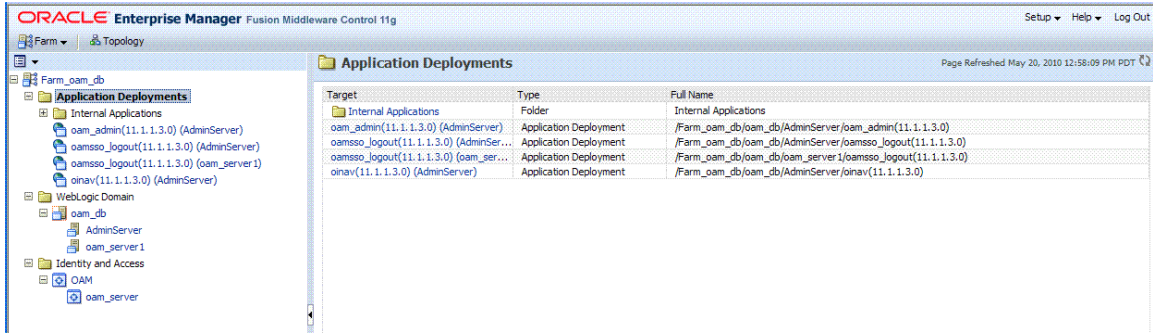 ORACLE Enterprise Manager Fusion Middleware Control 11g
Setup Help Log Out
Farm Topology
Farm_oam_db
Application Deployments
Internal Applications
oam_admin(11.1.1.3.0) (AdminServer)
oamsso_logout(11.1.1.3.0) (AdminServer)
oamsso_logout(11.1.1.3.0) (oam_server1)
oinav(11.1.1.3.0) (AdminServer)
WebLogic Domain
oam_db
AdminServer
oam_server1
Identity and Access
OAM
oam_server
Application Deployments
Page Refreshed May 20, 2010 12:58:09 PM PDT
Target Type Full Name
Internal Applications Folder Internal Applications
oam_admin(11.1.1.3.0) (AdminServer) Application Deployment /Farm_oam_db/oam_db/AdminServer/oam_admin(11.1.1.3.0)
oamsso_logout(11.1.1.3.0) (AdminSer... Application Deployment /Farm_oam_db/oam_db/AdminServer/oamsso_logout(11.1.1.3.0)
oamsso_logout(11.1.1.3.0) (oam_ser... Application Deployment /Farm_oam_db/oam_db/oam_server1/oamsso_logout(11.1.1.3.0)
oinav(11.1.1.3.0) (AdminServer) Application Deployment /Farm_oam_db/oam_db/AdminServer/oinav(11.1.1.3.0)